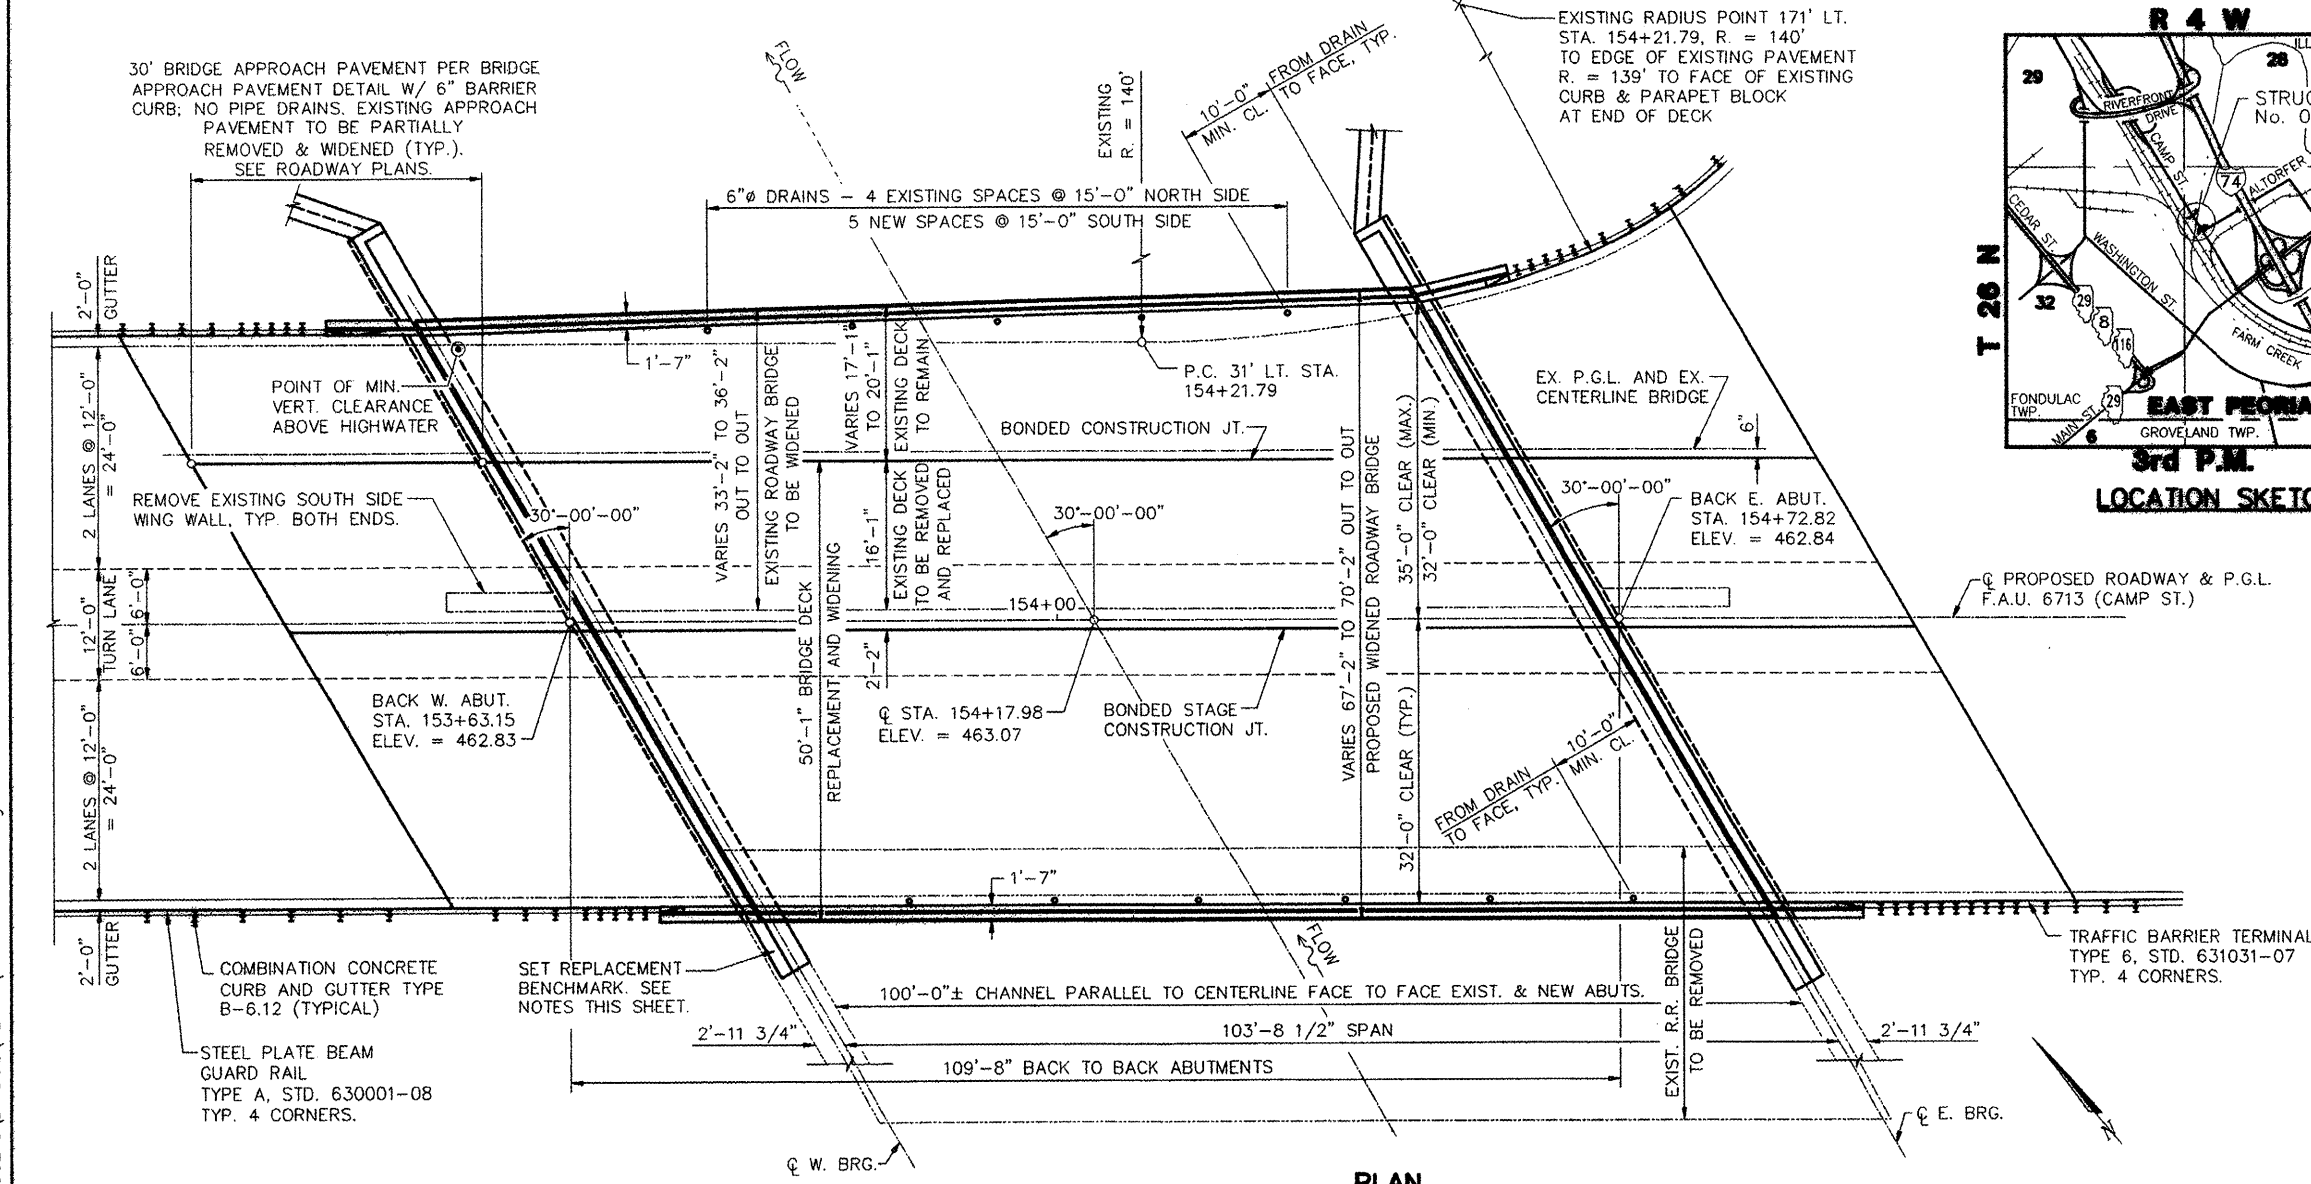 30' BRIDGE APPROACH PAVEMENT PER BRIDGE
APPROACH PAVEMENT DETAIL W/ 6" BARRIER
CURB; NO PIPE DRAINS. EXISTING APPROACH
PAVEMENT TO BE PARTIALLY
REMOVED & WIDENED (TYP.).
SEE ROADWAY PLANS.
FLOW
EXISTING
R. = 140'
10'-0"
MIN. CL.
FROM DRAIN
TO FACE, TYP.
EXISTING RADIUS POINT 171' LT.
STA. 154+21.79, R. = 140'
TO EDGE OF EXISTING PAVEMENT
R. = 139' TO FACE OF EXISTING
CURB & PARAPET BLOCK
AT END OF DECK
6"ø DRAINS – 4 EXISTING SPACES @ 15'-0" NORTH SIDE
5 NEW SPACES @ 15'-0" SOUTH SIDE
2'-0"
GUTTER
1'-7"
POINT OF MIN.
VERT. CLEARANCE
ABOVE HIGHWATER
2 LANES @ 12'-0"
= 24'-0"
VARIES 33'-2" TO 36'-2"
OUT TO OUT
EXISTING ROADWAY BRIDGE
TO BE WIDENED
VARIES 17'-1"
TO 20'-1"
EXISTING DECK
TO REMAIN
P.C. 31' LT. STA.
154+21.79
BONDED CONSTRUCTION JT.
EX. P.G.L. AND EX.
CENTERLINE BRIDGE
6"
35'-0" CLEAR (MAX.)
32'-0" CLEAR (MIN.)
REMOVE EXISTING SOUTH SIDE
WING WALL, TYP. BOTH ENDS.
30°-00'-00"
30°-00'-00"
30°-00'-00"
16'-1"
EXISTING DECK
TO BE REMOVED
AND REPLACED
BACK E. ABUT.
STA. 154+72.82
ELEV. = 462.84
12'-0"
TURN LANE
6'-0"
6'-0"
154+00
℄ PROPOSED ROADWAY & P.G.L.
F.A.U. 6713 (CAMP ST.)
50'-1" BRIDGE DECK
REPLACEMENT AND WIDENING
2'-2"
VARIES 67'-2" TO 70'-2" OUT TO OUT
PROPOSED WIDENED ROADWAY BRIDGE
BACK W. ABUT.
STA. 153+63.15
ELEV. = 462.83
℄ STA. 154+17.98
ELEV. = 463.07
BONDED STAGE
CONSTRUCTION JT.
32'-0" CLEAR (TYP.)
10'-0"
MIN. CL.
FROM DRAIN
TO FACE, TYP.
2 LANES @ 12'-0"
= 24'-0"
1'-7"
FLOW
2'-0"
GUTTER
COMBINATION CONCRETE
CURB AND GUTTER TYPE
B-6.12 (TYPICAL)
SET REPLACEMENT
BENCHMARK. SEE
NOTES THIS SHEET.
TRAFFIC BARRIER TERMINAL
TYPE 6, STD. 631031-07
TYP. 4 CORNERS.
100'-0"± CHANNEL PARALLEL TO CENTERLINE FACE TO FACE EXIST. & NEW ABUTS.
2'-11 3/4"
103'-8 1/2" SPAN
2'-11 3/4"
109'-8" BACK TO BACK ABUTMENTS
EXIST. R.R. BRIDGE
TO BE REMOVED
STEEL PLATE BEAM
GUARD RAIL
TYPE A, STD. 630001-08
TYP. 4 CORNERS.
℄ W. BRG.
℄ E. BRG.
N
PLAN
R 4 W
T 26 N
29
28
ILL
RIVERFRONT
DRIVE
STRUC
No. 0
CAMP ST.
74
ALTORFER
CEDAR ST.
WASHINGTON ST.
32
29
8
116
FARM CREEK
FONDULAC
TWP.
29
MAIN ST.
EAST PEORIA
6
GROVELAND TWP.
3rd P.M.
LOCATION SKETC